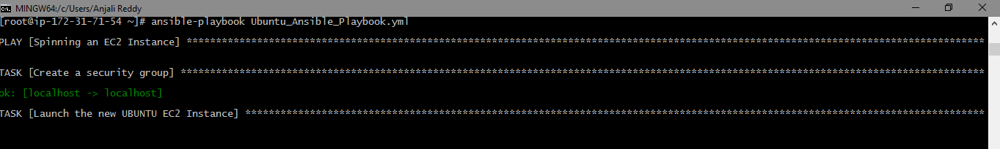 MINGW64:/c/Users/Anjali Reddy
[root@ip-172-31-71-54 ~]# ansible-playbook Ubuntu_Ansible_Playbook.yml
PLAY [Spinning an EC2 Instance] ****************************************************************************************************************************************
TASK [Create a security group] *****************************************************************************************************************************************
ok: [localhost -> localhost]
TASK [Launch the new UBUNTU EC2 Instance] ******************************************************************************************************************************